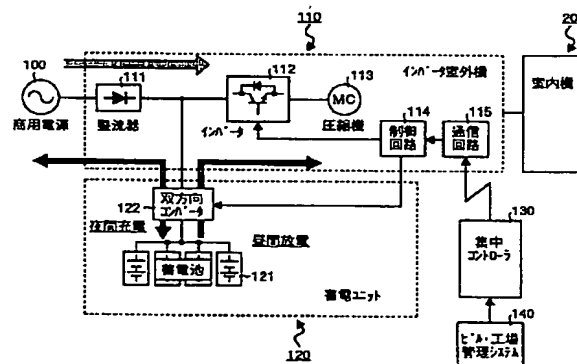 110
20
100
111
112
113
インバータ室外機
室内機
MC
商用電源
整流器
インバータ
圧縮機
114
115
制御
回路
通信
回路
双方向
コンバータ
122
夜間充電
昼間放電
蓄電池
121
蓄電ユニット
130
集中
コントローラ
140
ビル・工場
管理システム
120